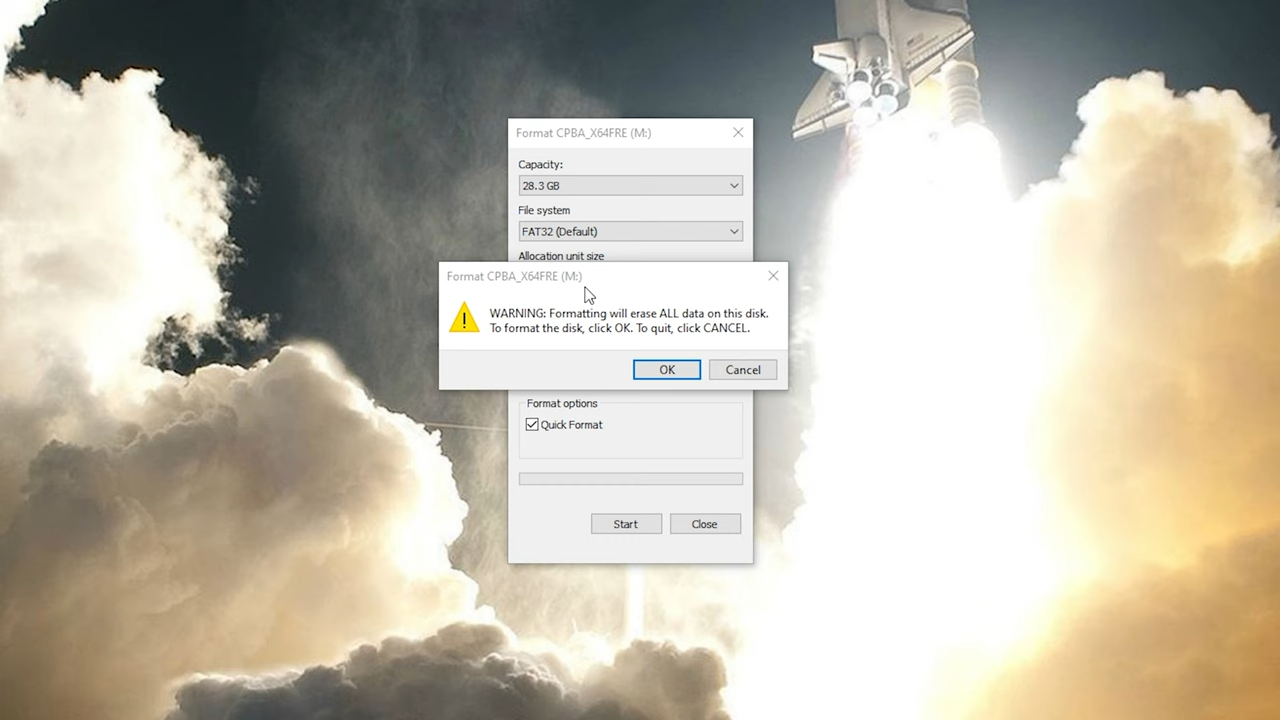 Format CPBA_X64FRE (M:)
Capacity:
28.3 GB
File system
FAT32 (Default)
Allocation unit size
Format CPBA_X64FRE (M:)
WARNING: Formatting will erase ALL data on this disk.
To format the disk, click OK. To quit, click CANCEL.
OK Cancel
Format options
Quick Format
Start Close